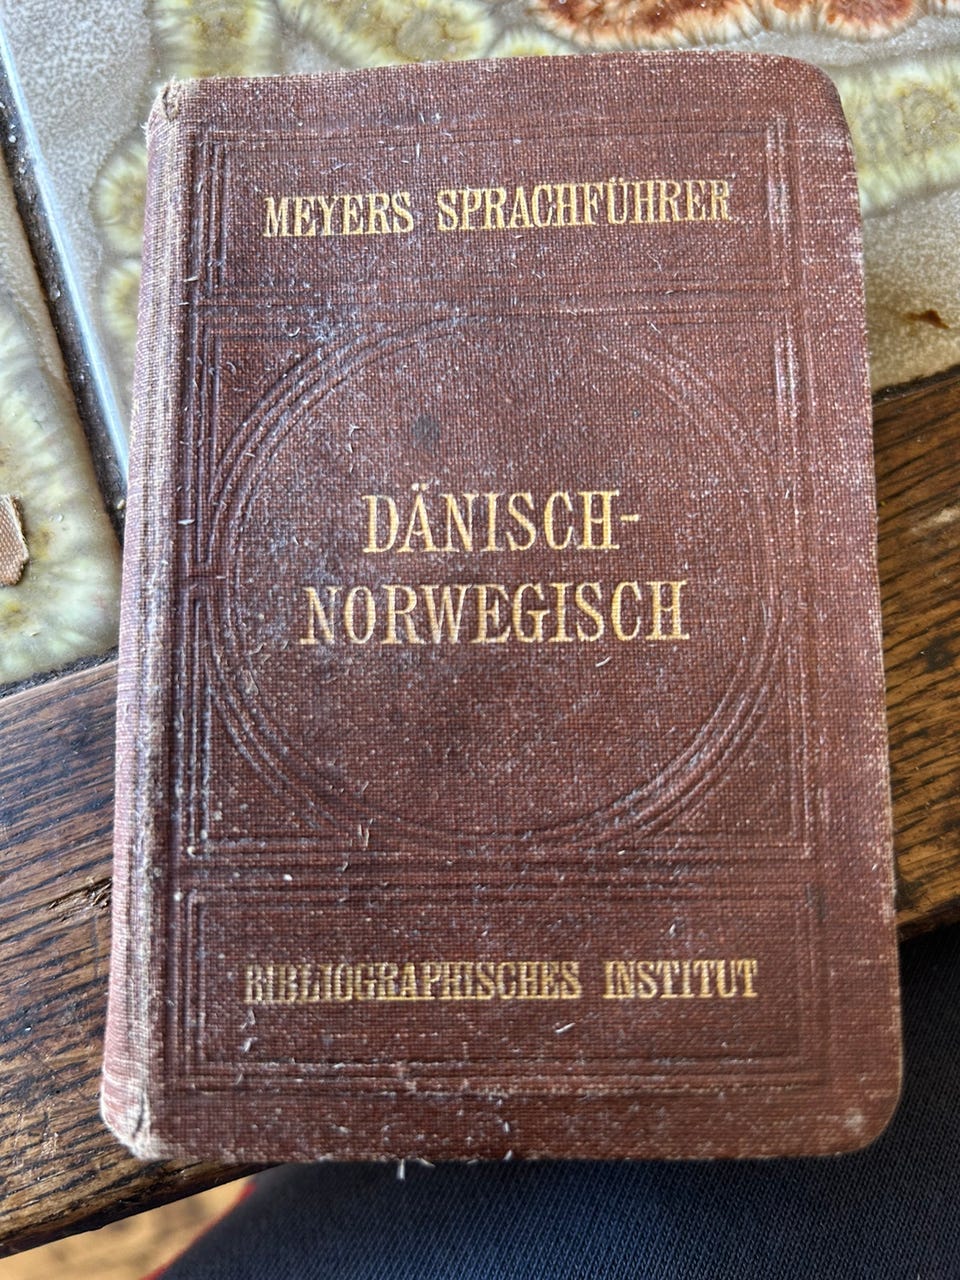 MEYERS SPRACHFÜHRER
DÄNISCH-
NORWEGISCH
BIBLIOGRAPHISCHES INSTITUT